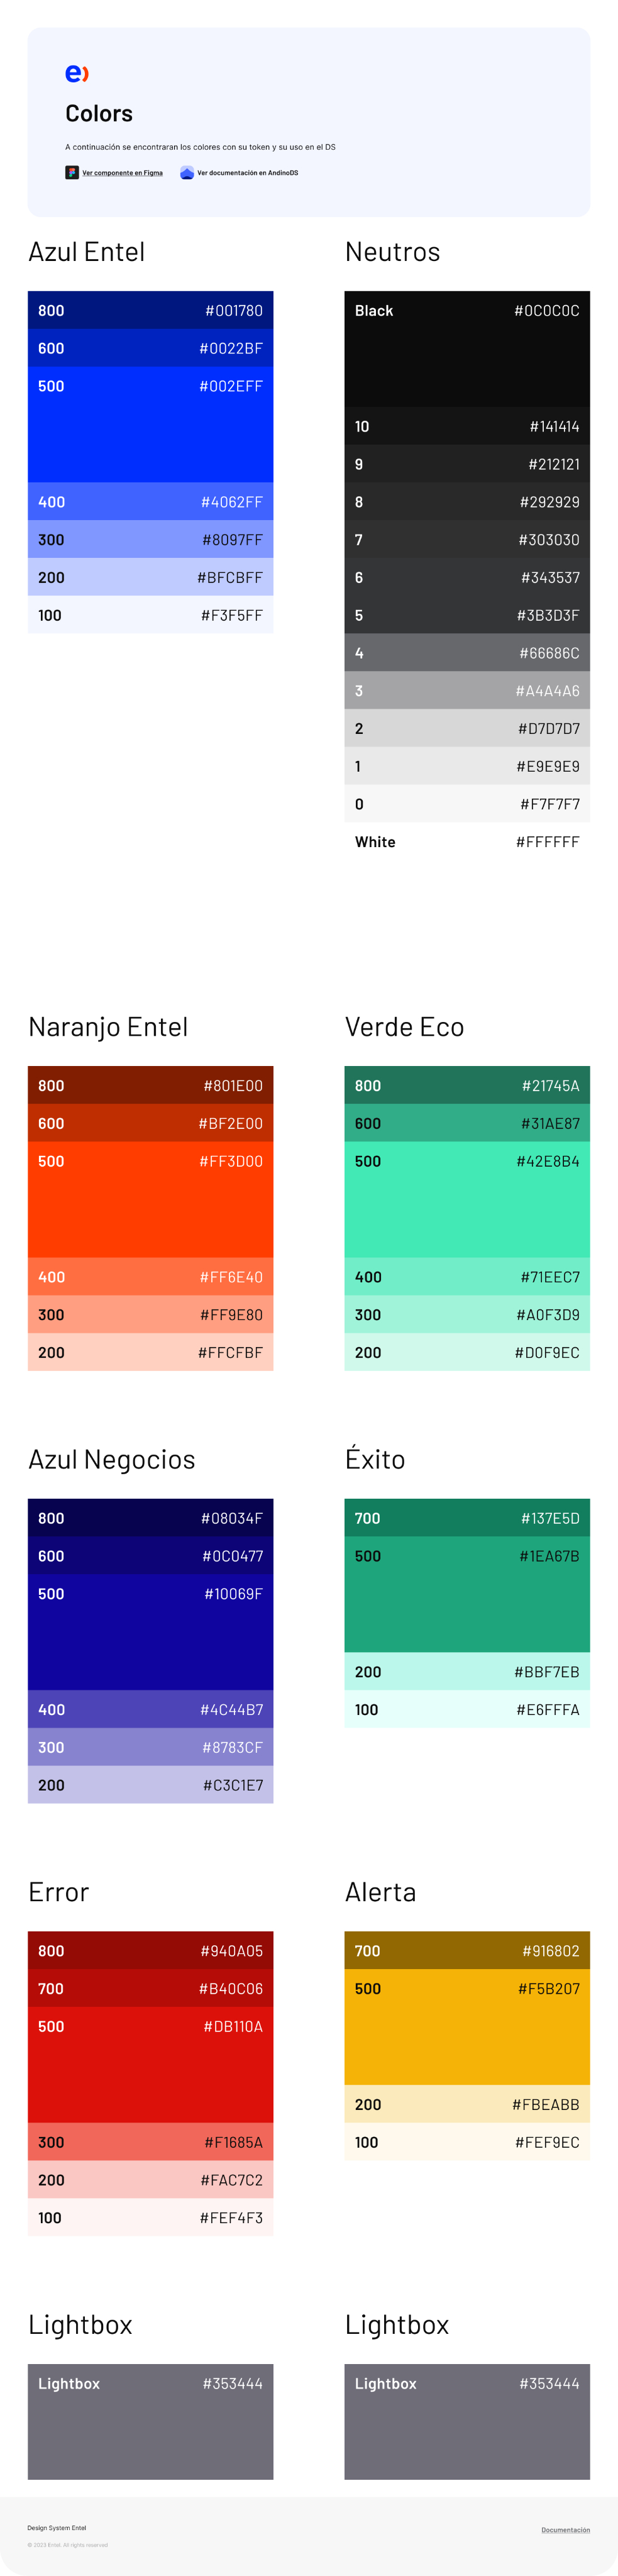 e)
Colors
A continuación se encontraran los colores con su token y su uso en el DS
Ver componente en Figma
Ver documentación en AndinoDS
Azul Entel
800 #001780
600 #0022BF
500 #002EFF
400 #4062FF
300 #8097FF
200 #BFCBFF
100 #F3F5FF
Neutros
Black #0C0C0C
10 #141414
9 #212121
8 #292929
7 #303030
6 #343537
5 #3B3D3F
4 #66686C
3 #A4A4A6
2 #D7D7D7
1 #E9E9E9
0 #F7F7F7
White #FFFFFF
Naranjo Entel
800 #801E00
600 #BF2E00
500 #FF3D00
400 #FF6E40
300 #FF9E80
200 #FFCFBF
Verde Eco
800 #21745A
600 #31AE87
500 #42E8B4
400 #71EEC7
300 #A0F3D9
200 #D0F9EC
Azul Negocios
800 #08034F
600 #0C0477
500 #10069F
400 #4C44B7
300 #8783CF
200 #C3C1E7
Éxito
700 #137E5D
500 #1EA67B
200 #BBF7EB
100 #E6FFFA
Error
800 #940A05
700 #B40C06
500 #DB110A
300 #F1685A
200 #FAC7C2
100 #FEF4F3
Alerta
700 #916802
500 #F5B207
200 #FBEABB
100 #FEF9EC
Lightbox
Lightbox #353444
Lightbox
Lightbox #353444
Design System Entel
Documentación
© 2023 Entel. All rights reserved